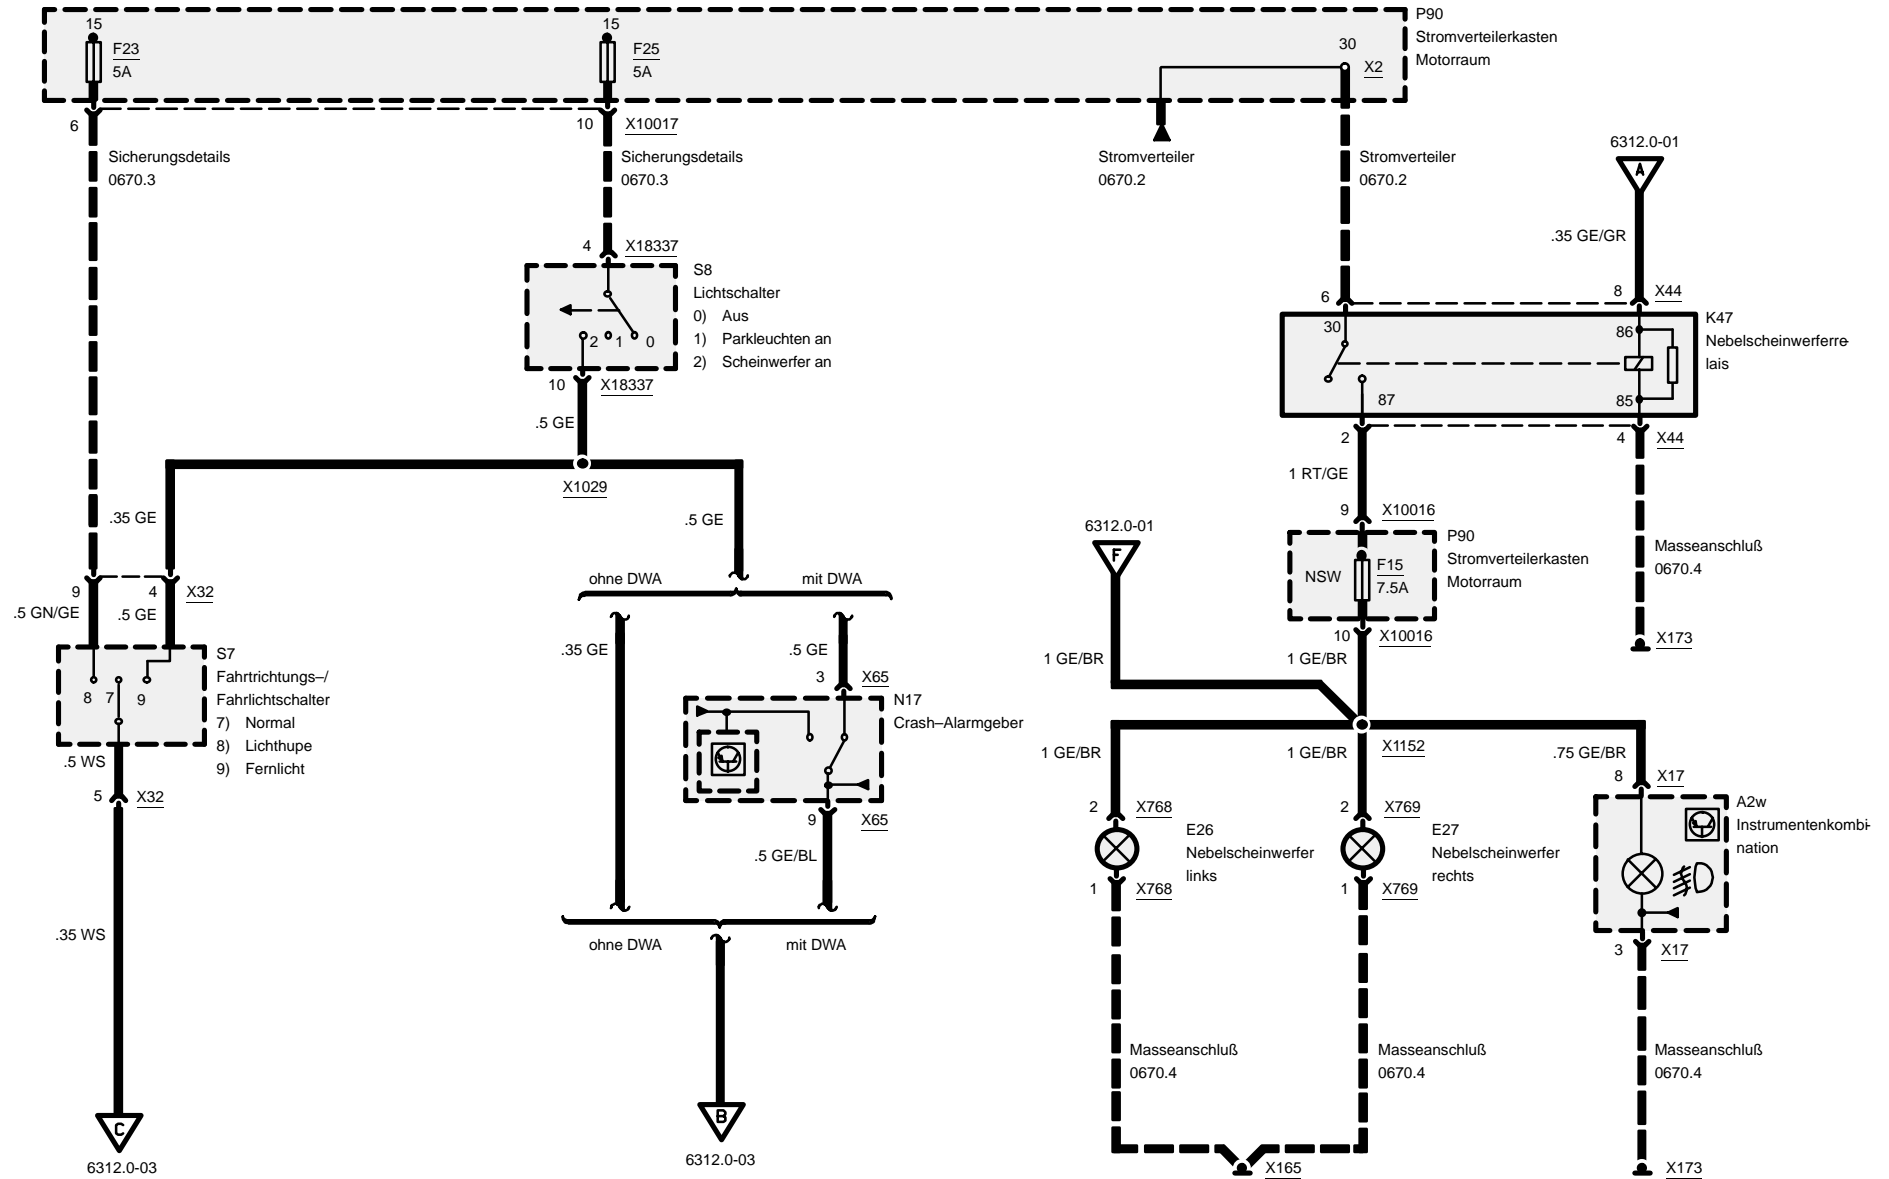 15
15
P90
Stromverteilerkasten
Motorraum
F23
5A
F25
5A
30
X2
6
10
X10017
Sicherungsdetails
0670.3
Sicherungsdetails
0670.3
Stromverteiler
0670.2
Stromverteiler
0670.2
6312.0-01
A
.35 GE/GR
4
X18337
S8
Lichtschalter
0) Aus
1) Parkleuchten an
2) Scheinwerfer an
2 1 0
10
X18337
.5 GE
6
8
X44
K47
Nebelscheinwerferre-
lais
30
86
87
85
2
4
X44
1 RT/GE
X1029
.35 GE
.5 GE
9
X10016
6312.0-01
F
P90
Stromverteilerkasten
Motorraum
NSW
F15
7.5A
Masseanschluß
0670.4
X173
10
X10016
9
4
X32
.5 GN/GE
.5 GE
ohne DWA
mit DWA
.35 GE
.5 GE
1 GE/BR
1 GE/BR
S7
Fahrtrichtungs–/
Fahrlichtschalter
7) Normal
8) Lichthupe
9) Fernlicht
8 7 9
3
X65
N17
Crash–Alarmgeber
.5 WS
5
X32
1 GE/BR
1 GE/BR
X1152
.75 GE/BR
8
X17
A2w
Instrumentenkombi-
nation
9
X65
.5 GE/BL
2
X768
E26
Nebelscheinwerfer
links
1
X768
2
X769
E27
Nebelscheinwerfer
rechts
1
X769
.35 WS
ohne DWA
mit DWA
3
X17
Masseanschluß
0670.4
Masseanschluß
0670.4
Masseanschluß
0670.4
C
6312.0-03
B
6312.0-03
X165
X173